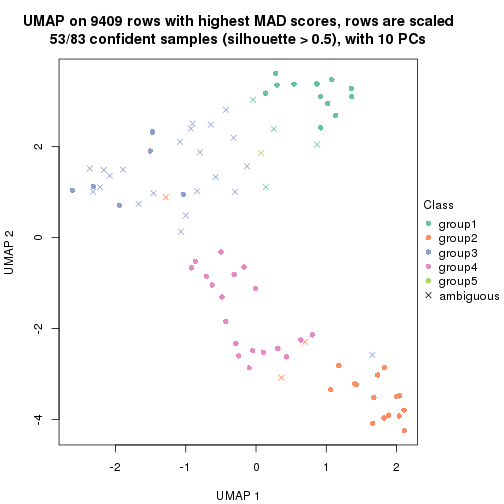 UMAP on 9409 rows with highest MAD scores, rows are scaled
53/83 confident samples (silhouette > 0.5), with 10 PCs
Class
group1
group2
group3
group4
group5
ambiguous
UMAP 2
2
0
-2
-4
-2
-1
0
1
2
UMAP 1